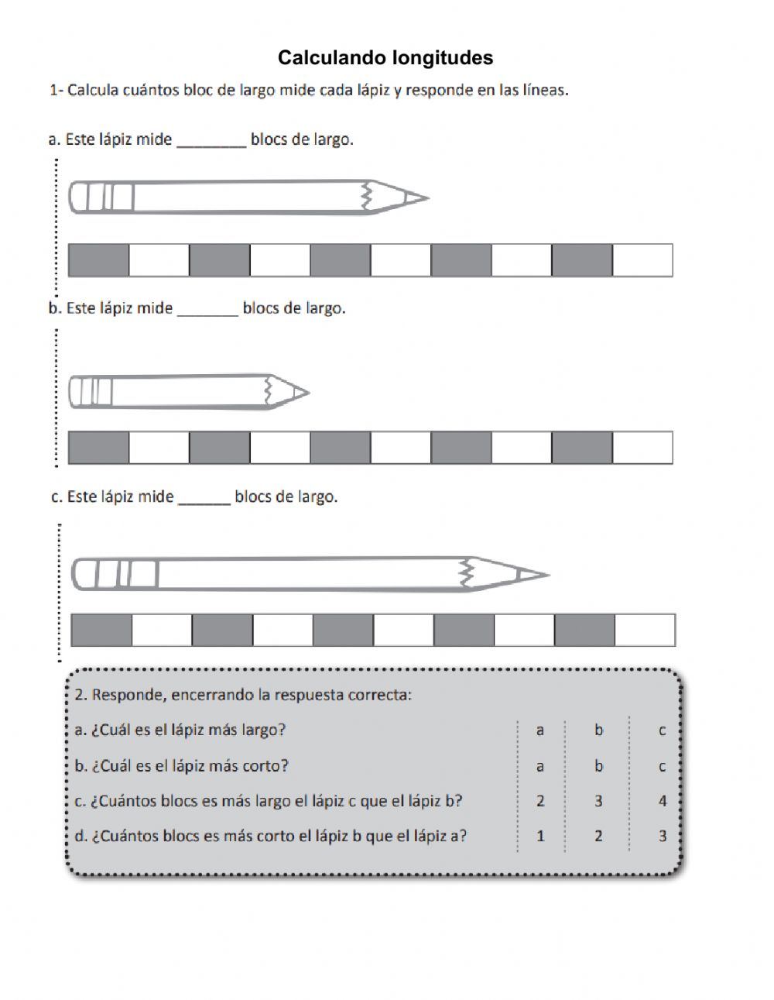 Calculando longitudes
1- Calcula cuántos bloc de largo mide cada lápiz y responde en las líneas.
a. Este lápiz mide ________ blocs de largo.
b. Este lápiz mide _______ blocs de largo.
c. Este lápiz mide ______ blocs de largo.
2. Responde, encerrando la respuesta correcta:
a. ¿Cuál es el lápiz más largo? a b c
b. ¿Cuál es el lápiz más corto? a b c
c. ¿Cuántos blocs es más largo el lápiz c que el lápiz b? 2 3 4
d. ¿Cuántos blocs es más corto el lápiz b que el lápiz a? 1 2 3